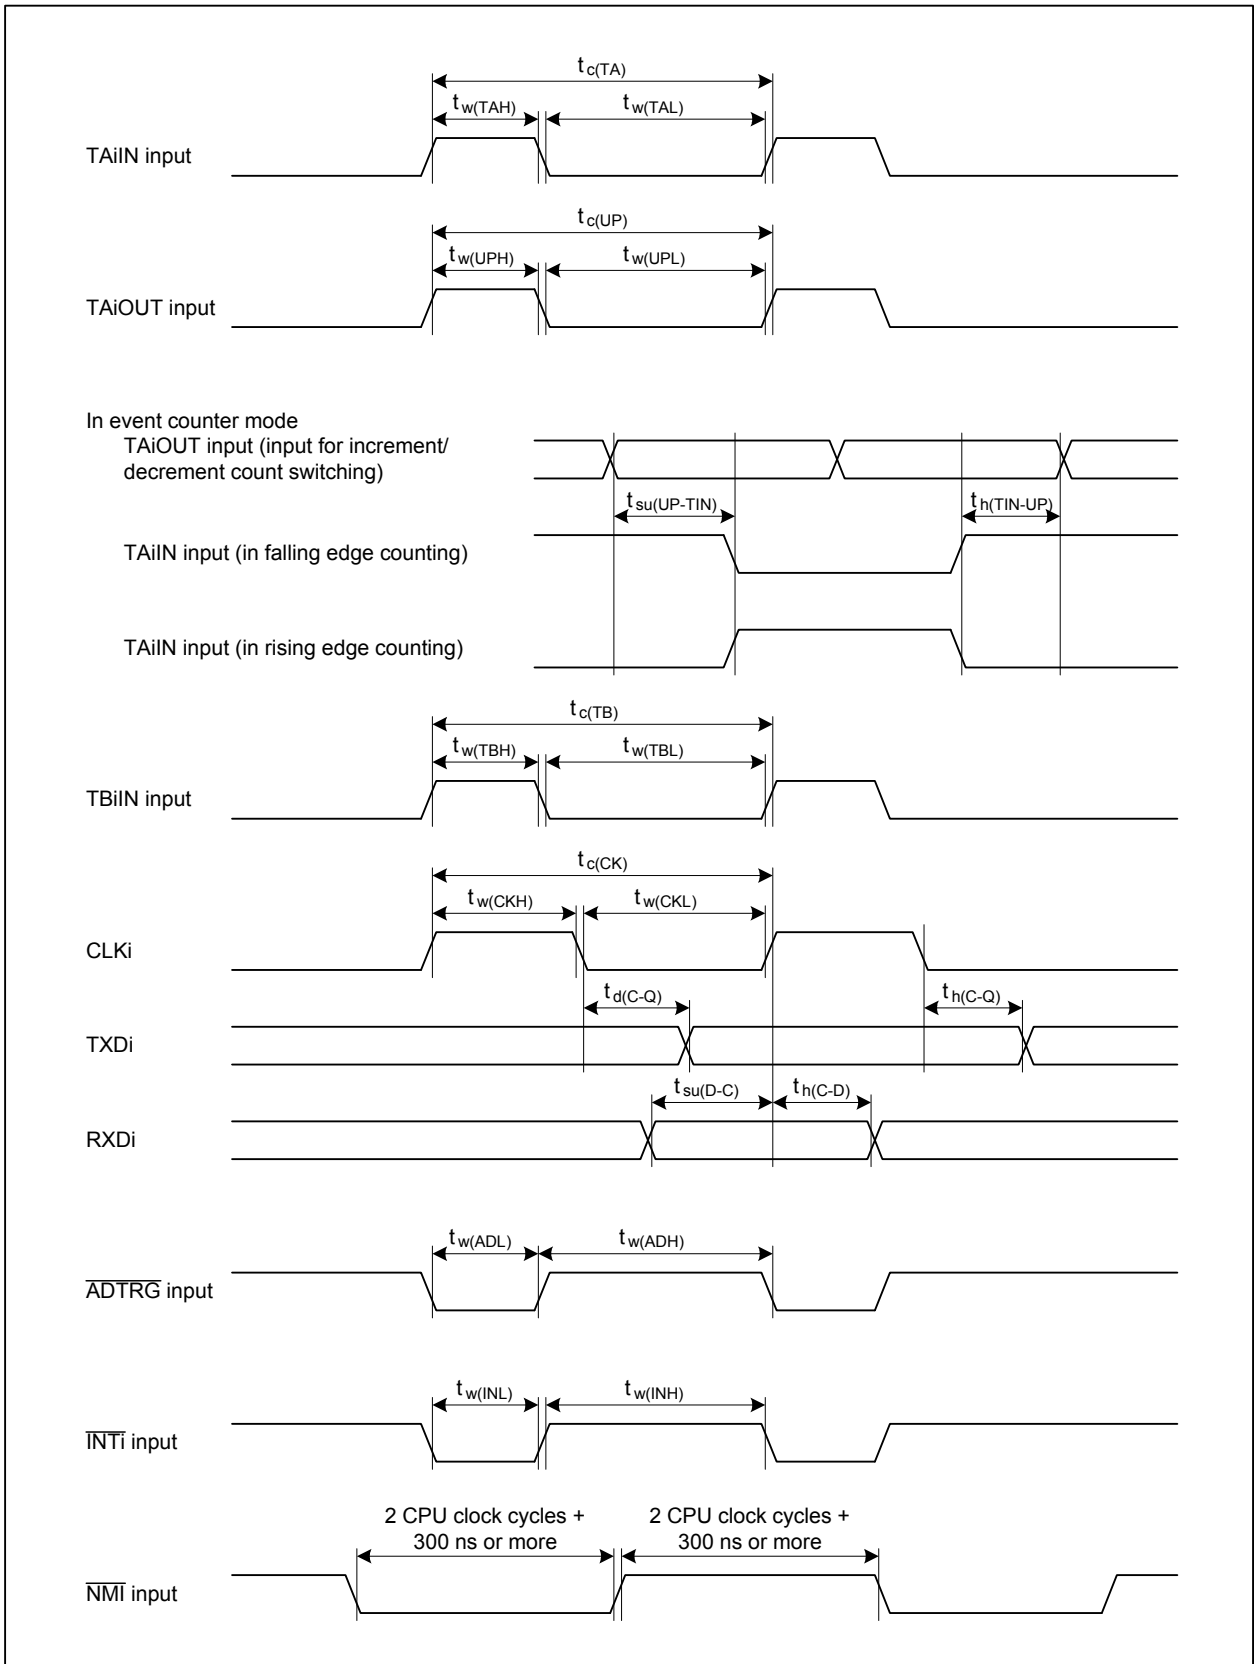 tc(TA)
tw(TAH) tw(TAL)
TAiIN input
tc(UP)
tw(UPH) tw(UPL)
TAiOUT input
In event counter mode
TAiOUT input (input for increment/
decrement count switching)
tsu(UP-TIN) th(TIN-UP)
TAiIN input (in falling edge counting)
TAiIN input (in rising edge counting)
tc(TB)
tw(TBH) tw(TBL)
TBiIN input
tc(CK)
tw(CKH) tw(CKL)
CLKi
td(C-Q) th(C-Q)
TXDi
tsu(D-C) th(C-D)
RXDi
tw(ADL) tw(ADH)
ADTRG input
tw(INL) tw(INH)
INTi input
2 CPU clock cycles +
300 ns or more
2 CPU clock cycles +
300 ns or more
NMI input